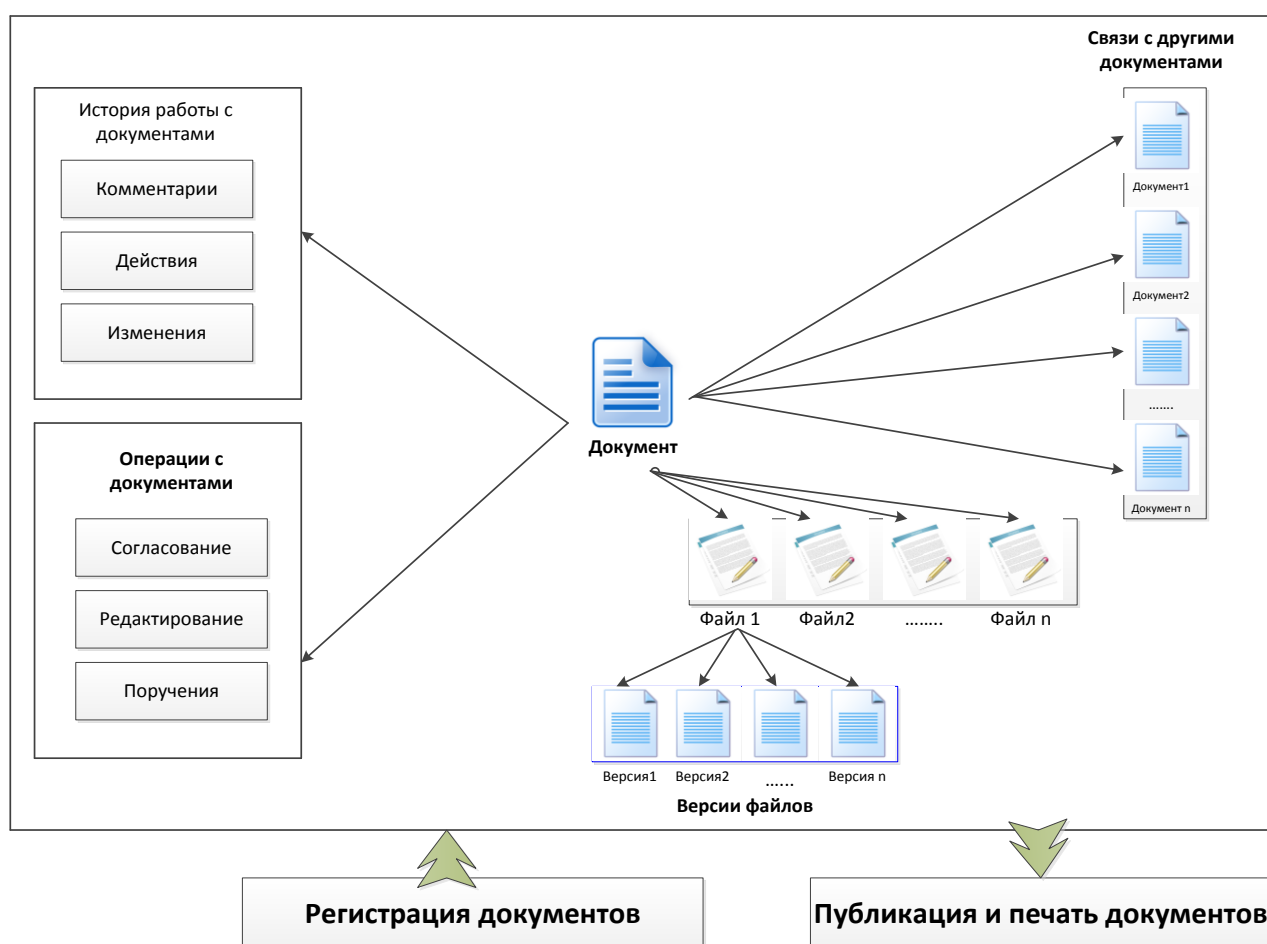 Связи с другими
документами
История работы с
документами
Комментарии
Действия
Изменения
Документ1
Документ2
.......
Документ n
Документ
Операции с
документами
Согласование
Редактирование
Поручения
Файл 1
Файл2
........
Файл n
Версия1
Версия2
......
Версия n
Версии файлов
Регистрация документов
Публикация и печать документов